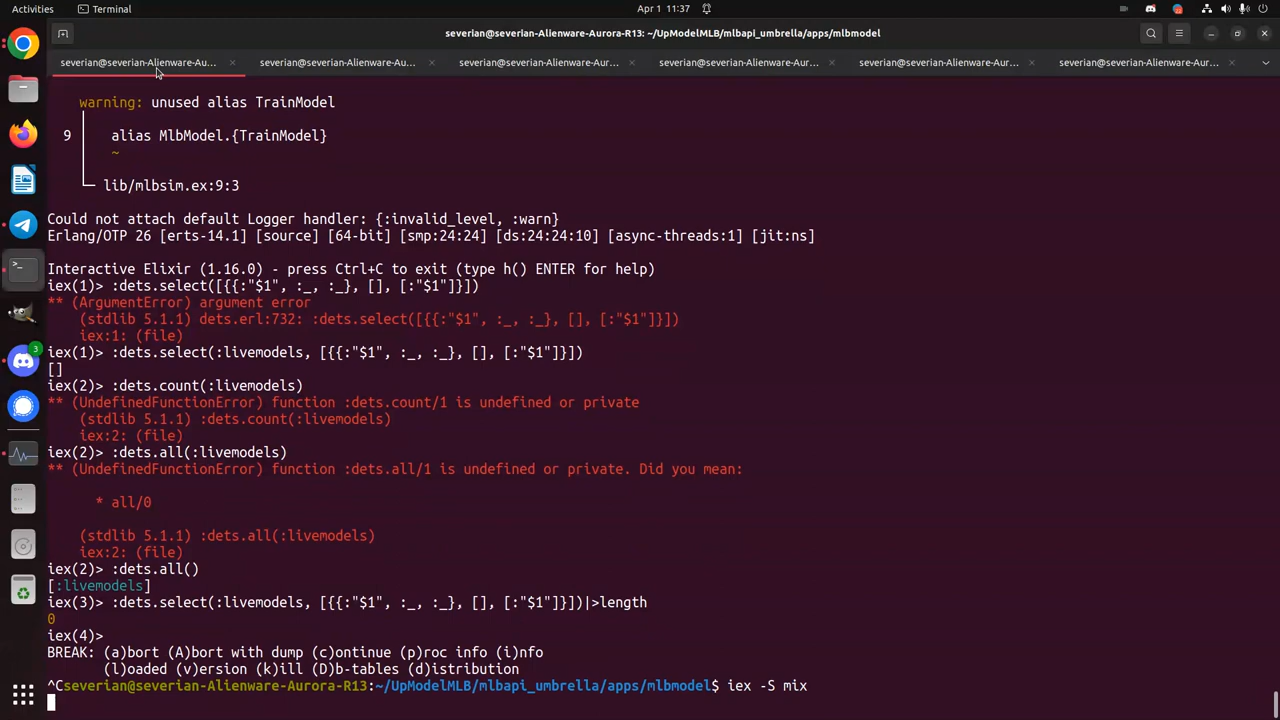 Activities
Terminal
Apr 1 11:37
severian@severian-Alienware-Aurora-R13: ~/UpModelMLB/mlbapi_umbrella/apps/mlbmodel
severian@severian-Alienware-Au...
severian@severian-Alienware-Au...
severian@severian-Alienware-Aur...
severian@severian-Alienware-Aur...
severian@severian-Alienware-Aur...
severian@severian-Alienware-Aur...
warning: unused alias TrainModel
9 │ alias MlbModel.{TrainModel}
~
└─ lib/mlbsim.ex:9:3
Could not attach default Logger handler: {:invalid_level, :warn}
Erlang/OTP 26 [erts-14.1] [source] [64-bit] [smp:24:24] [ds:24:24:10] [async-threads:1] [jit:ns]
Interactive Elixir (1.16.0) - press Ctrl+C to exit (type h() ENTER for help)
iex(1)> :dets.select([{{:"$1", :_, :_}, [], [:"$1"]}])
** (ArgumentError) argument error
(stdlib 5.1.1) dets.erl:732: :dets.select([{{:"$1", :_, :_}, [], [:"$1"]}])
iex:1: (file)
iex(1)> :dets.select(:livemodels, [{{:"$1", :_, :_}, [], [:"$1"]}])
[]
iex(2)> :dets.count(:livemodels)
** (UndefinedFunctionError) function :dets.count/1 is undefined or private
(stdlib 5.1.1) :dets.count(:livemodels)
iex:2: (file)
iex(2)> :dets.all(:livemodels)
** (UndefinedFunctionError) function :dets.all/1 is undefined or private. Did you mean:
* all/0
(stdlib 5.1.1) :dets.all(:livemodels)
iex:2: (file)
iex(2)> :dets.all()
[:livemodels]
iex(3)> :dets.select(:livemodels, [{{:"$1", :_, :_}, [], [:"$1"]}])|>length
0
iex(4)>
BREAK: (a)bort (A)bort with dump (c)ontinue (p)roc info (i)nfo
(l)oaded (v)ersion (k)ill (D)b-tables (d)istribution
^Cseverian@severian-Alienware-Aurora-R13:~/UpModelMLB/mlbapi_umbrella/apps/mlbmodel$ iex -S mix
3